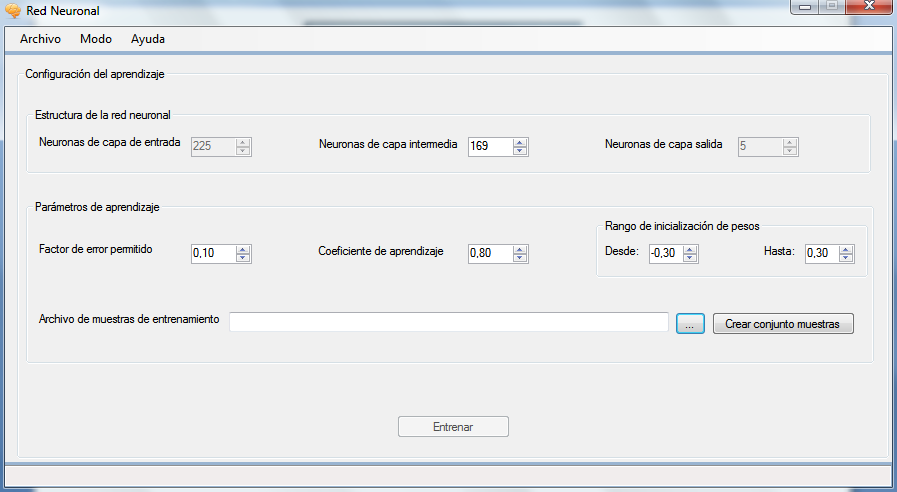 Red Neuronal
Archivo Modo Ayuda
Configuración del aprendizaje
Estructura de la red neuronal
Neuronas de capa de entrada 225 Neuronas de capa intermedia 169 Neuronas de capa salida 5
Parámetros de aprendizaje
Rango de inicialización de pesos
Factor de error permitido 0,10 Coeficiente de aprendizaje 0,80 Desde: -0,30 Hasta: 0,30
Archivo de muestras de entrenamiento ... Crear conjunto muestras
Entrenar